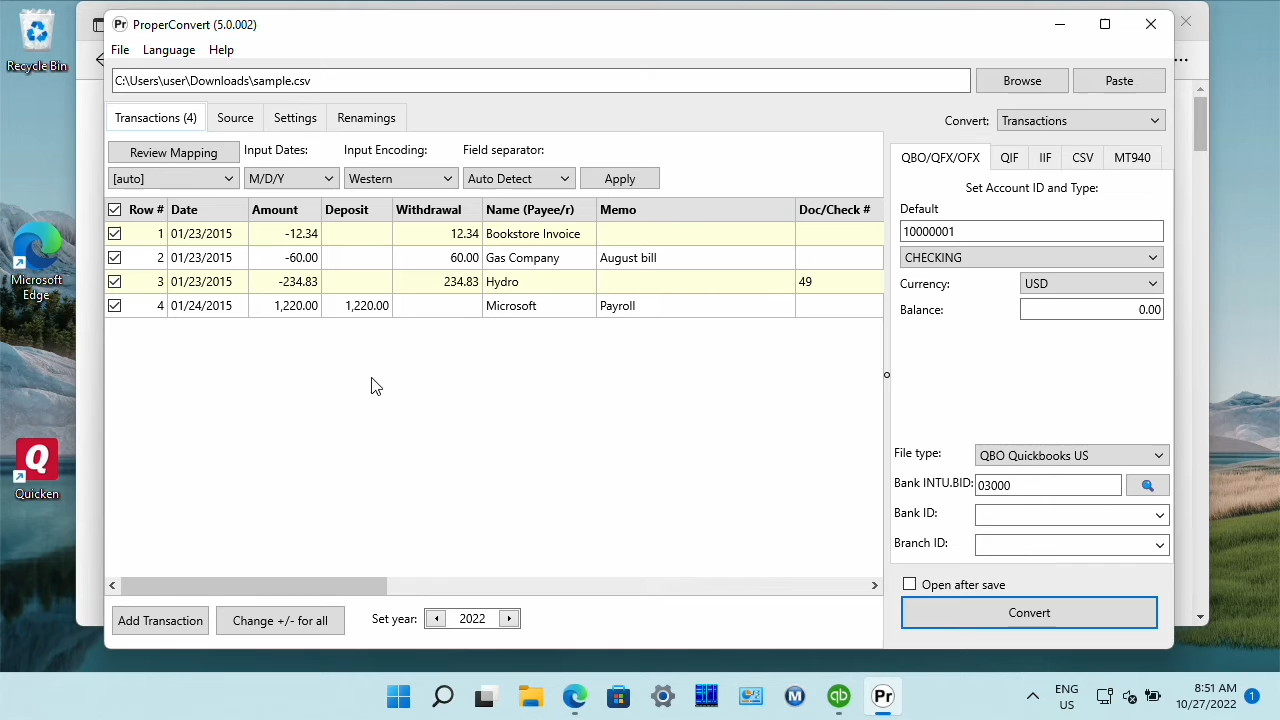 Recycle Bin
Microsoft Edge
Quicken
Pr ProperConvert (5.0.002)
File Language Help
C:\Users\user\Downloads\sample.csv Browse Paste
Transactions (4) Source Settings Renamings
Convert: Transactions
Review Mapping Input Dates: Input Encoding: Field separator:
[auto] M/D/Y Western Auto Detect Apply
Row # Date Amount Deposit Withdrawal Name (Payee/r) Memo Doc/Check #
1 01/23/2015 -12.34 12.34 Bookstore Invoice
2 01/23/2015 -60.00 60.00 Gas Company August bill
3 01/23/2015 -234.83 234.83 Hydro 49
4 01/24/2015 1,220.00 1,220.00 Microsoft Payroll
Add Transaction Change +/- for all Set year: 2022
QBO/QFX/OFX QIF IIF CSV MT940
Set Account ID and Type:
Default
10000001
CHECKING
Currency: USD
Balance: 0.00
File type: QBO Quickbooks US
Bank INTU.BID: 03000
Bank ID:
Branch ID:
Open after save
Convert
qb M Pr
ENG US
8:51 AM
10/27/2022
1